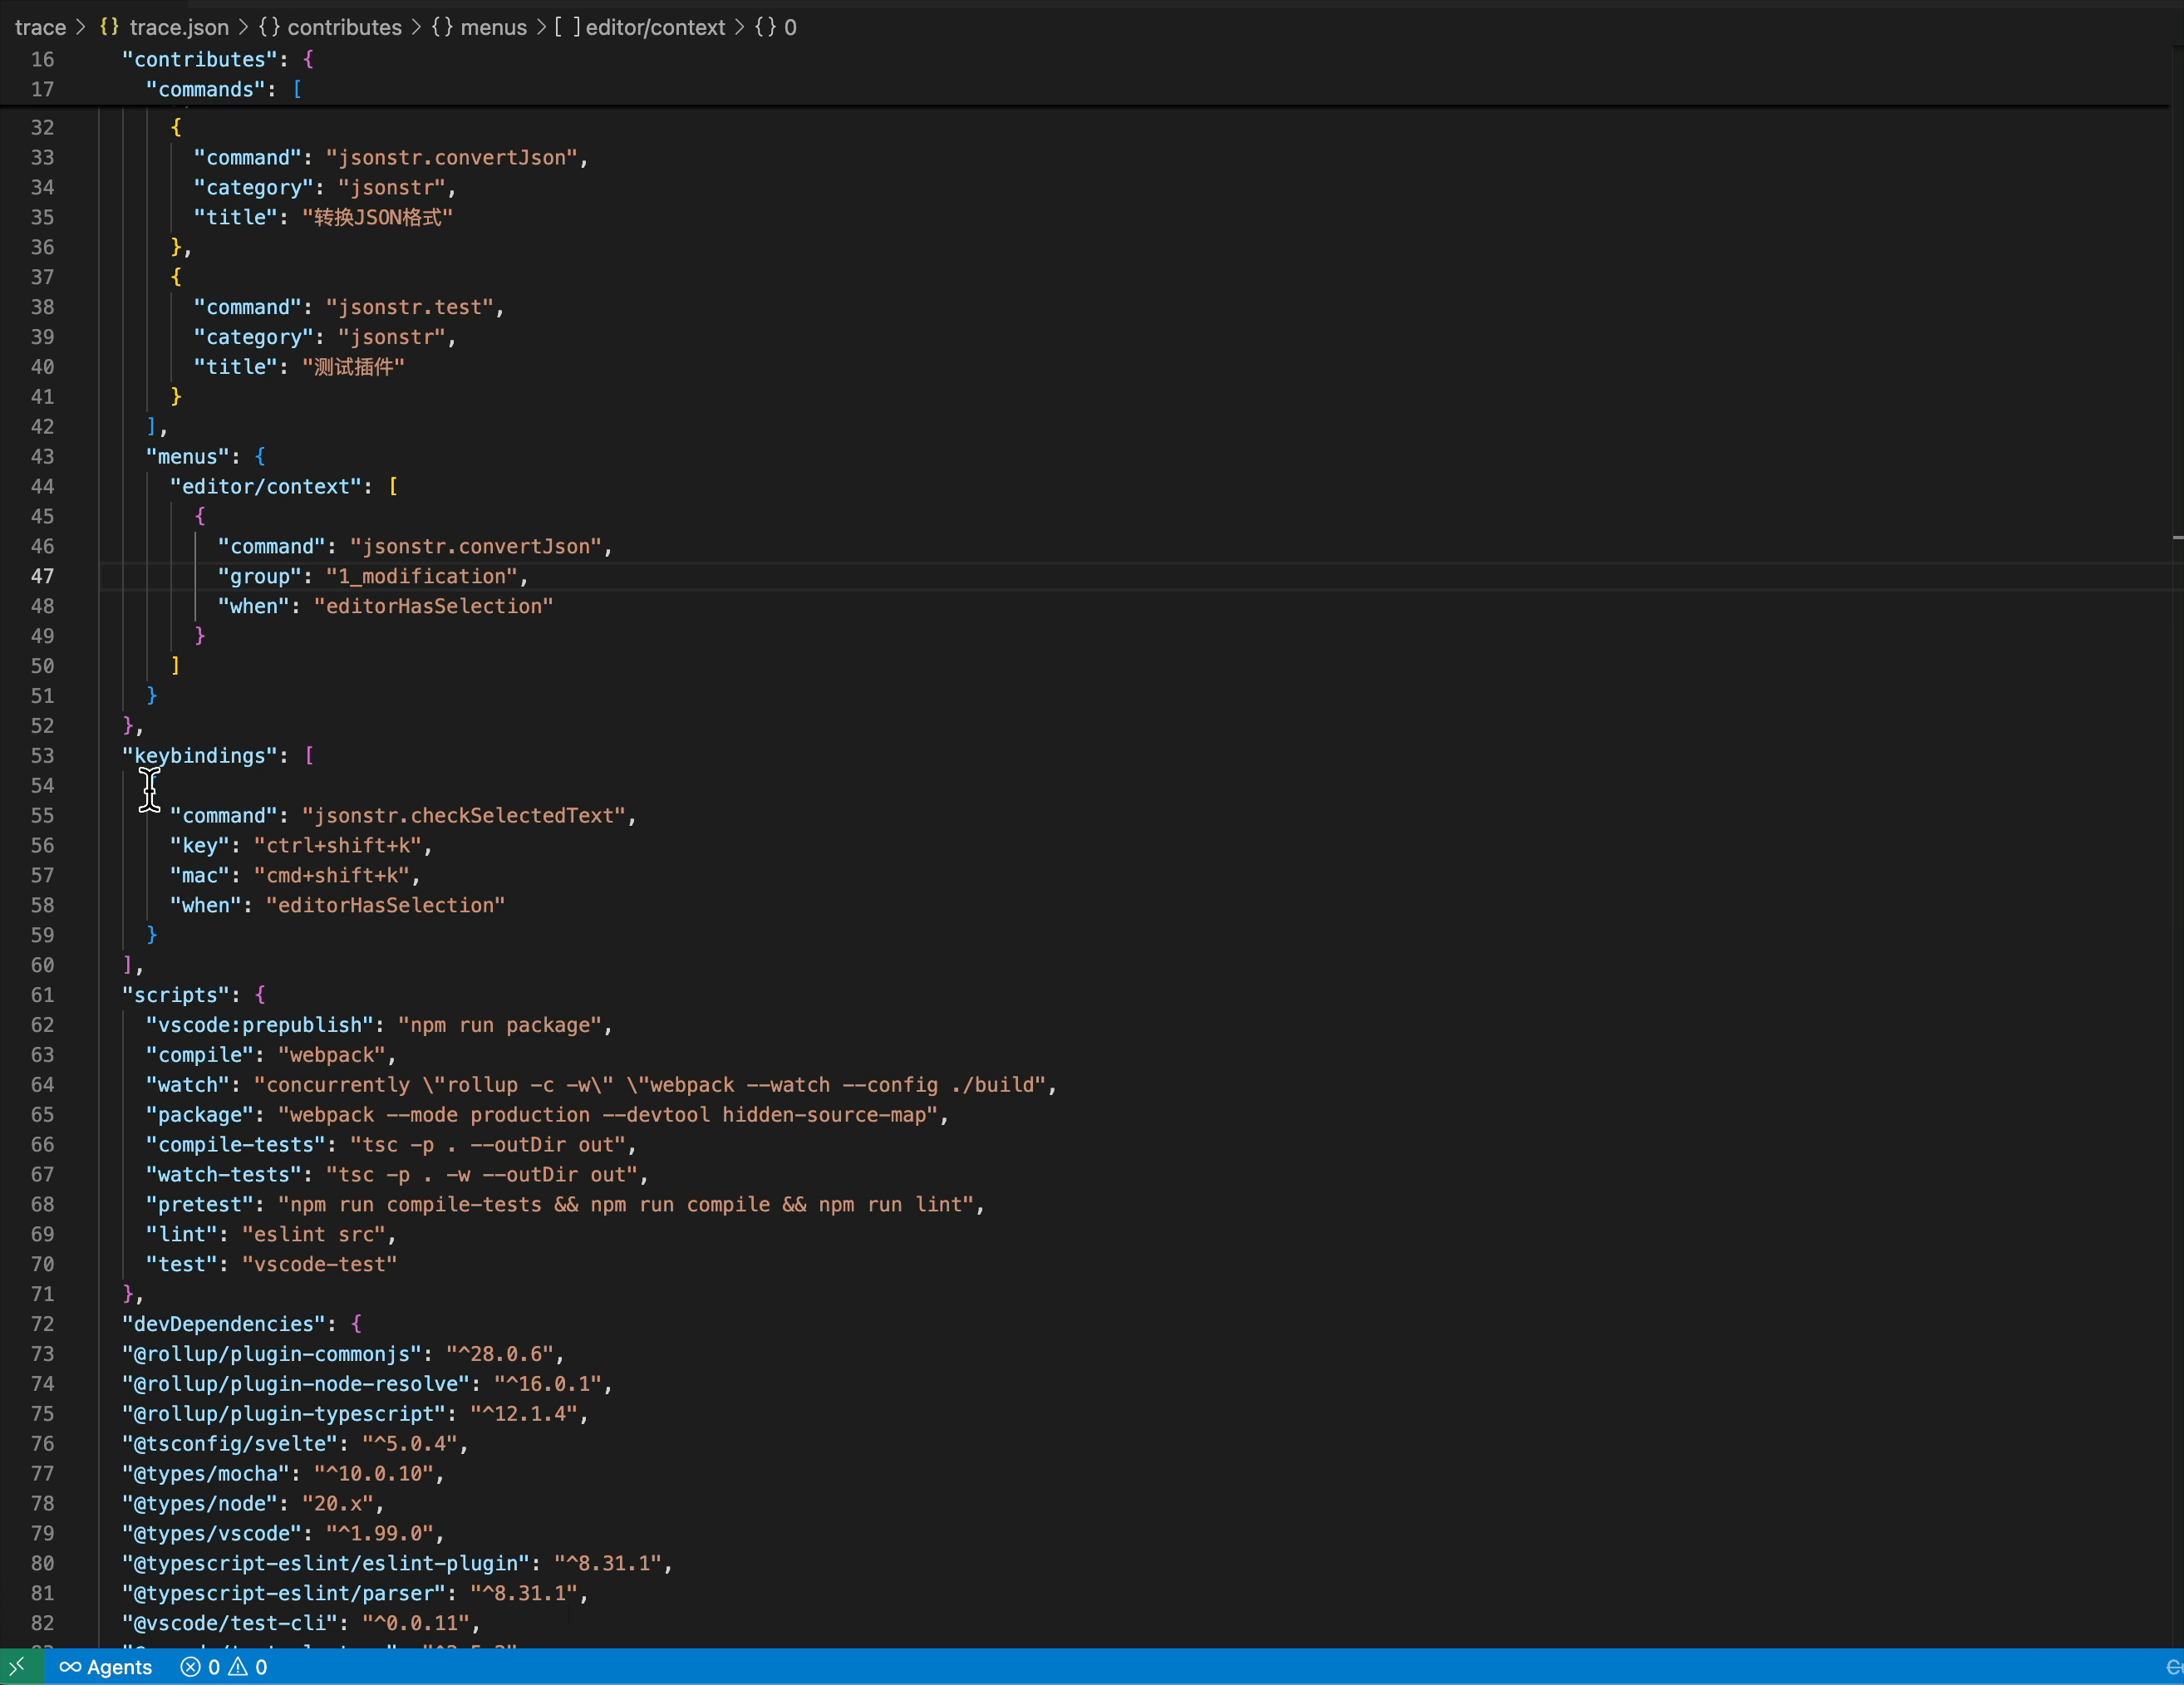 trace > {} trace.json > {} contributes > {} menus > [ ] editor/context > {} 0
16 "contributes": {
17 "commands": [
32 {
33 "command": "jsonstr.convertJson",
34 "category": "jsonstr",
35 "title": "转换JSON格式"
36 },
37 {
38 "command": "jsonstr.test",
39 "category": "jsonstr",
40 "title": "测试插件"
41 }
42 ],
43 "menus": {
44 "editor/context": [
45 {
46 "command": "jsonstr.convertJson",
47 "group": "1_modification",
48 "when": "editorHasSelection"
49 }
50 ]
51 }
52 },
53 "keybindings": [
54
55 "command": "jsonstr.checkSelectedText",
56 "key": "ctrl+shift+k",
57 "mac": "cmd+shift+k",
58 "when": "editorHasSelection"
59 }
60 ],
61 "scripts": {
62 "vscode:prepublish": "npm run package",
63 "compile": "webpack",
64 "watch": "concurrently \"rollup -c -w\" \"webpack --watch --config ./build",
65 "package": "webpack --mode production --devtool hidden-source-map",
66 "compile-tests": "tsc -p . --outDir out",
67 "watch-tests": "tsc -p . -w --outDir out",
68 "pretest": "npm run compile-tests && npm run compile && npm run lint",
69 "lint": "eslint src",
70 "test": "vscode-test"
71 },
72 "devDependencies": {
73 "@rollup/plugin-commonjs": "^28.0.6",
74 "@rollup/plugin-node-resolve": "^16.0.1",
75 "@rollup/plugin-typescript": "^12.1.4",
76 "@tsconfig/svelte": "^5.0.4",
77 "@types/mocha": "^10.0.10",
78 "@types/node": "20.x",
79 "@types/vscode": "^1.99.0",
80 "@typescript-eslint/eslint-plugin": "^8.31.1",
81 "@typescript-eslint/parser": "^8.31.1",
82 "@vscode/test-cli": "^0.0.11",
Agents 0 0